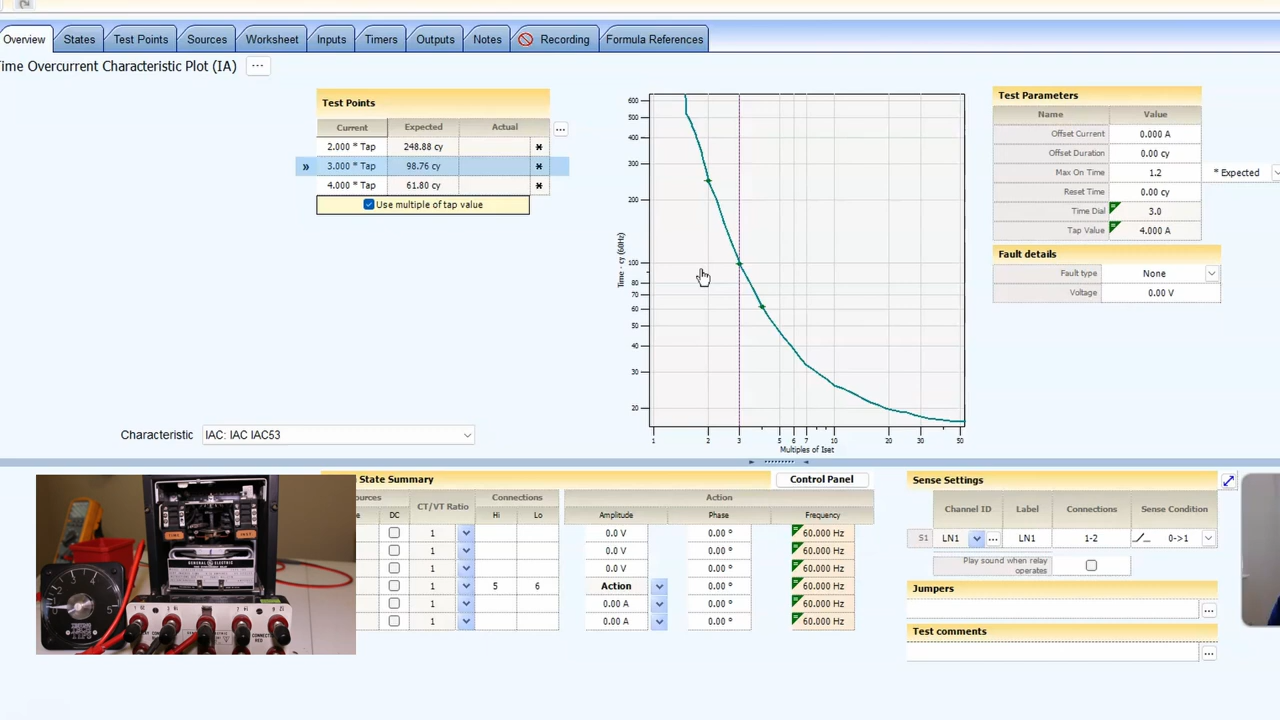 Overview States Test Points Sources Worksheet Inputs Timers Outputs Notes Recording Formula References
ime Overcurrent Characteristic Plot (IA) ...
Test Points
Current Expected Actual ...
2.000 * Tap 248.88 cy *
» 3.000 * Tap 98.76 cy *
4.000 * Tap 61.80 cy *
Use multiple of tap value
Characteristic IAC: IAC IAC53
600
500
400
300
200
100
80
70
60
50
40
30
20
Time - cy (60Hz)
1 2 3 4 5 6 7 10 20 30 50
Multiples of Iset
Test Parameters
Name Value
Offset Current 0.000 A
Offset Duration 0.00 cy
Max On Time 1.2 * Expected
Reset Time 0.00 cy
Time Dial 3.0
Tap Value 4.000 A
Fault details
Fault type None
Voltage 0.00 V
State Summary Control Panel
ources CT/VT Ratio Connections Action
e DC Hi Lo Amplitude Phase Frequency
1 0.0 V 0.00 º 60.000 Hz
1 0.0 V 0.00 º 60.000 Hz
1 0.0 V 0.00 º 60.000 Hz
1 5 6 Action 0.00 º 60.000 Hz
1 0.00 A 0.00 º 60.000 Hz
1 0.00 A 0.00 º 60.000 Hz
Sense Settings
Channel ID Label Connections Sense Condition
S1 LN1 ... LN1 1-2 0->1
Play sound when relay
operates
Jumpers
...
Test comments
...
GENERAL ELECTRIC
1 2 3 4 5